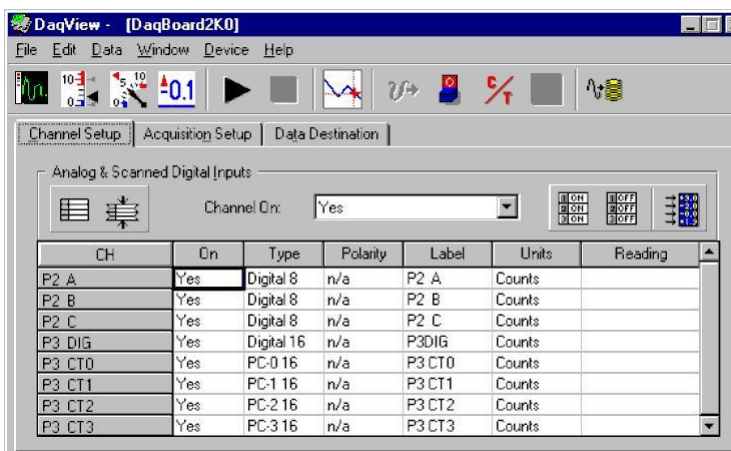 DaqView - [DaqBoard2K0]
File Edit Data Window Device Help
Channel Setup Acquisition Setup Data Destination
Analog & Scanned Digital Inputs
Channel On: Yes
CH On Type Polarity Label Units Reading
P2 A Yes Digital 8 n/a P2 A Counts
P2 B Yes Digital 8 n/a P2 B Counts
P2 C Yes Digital 8 n/a P2 C Counts
P3 DIG Yes Digital 16 n/a P3DIG Counts
P3 CT0 Yes PC-0 16 n/a P3 CT0 Counts
P3 CT1 Yes PC-1 16 n/a P3 CT1 Counts
P3 CT2 Yes PC-2 16 n/a P3 CT2 Counts
P3 CT3 Yes PC-3 16 n/a P3 CT3 Counts